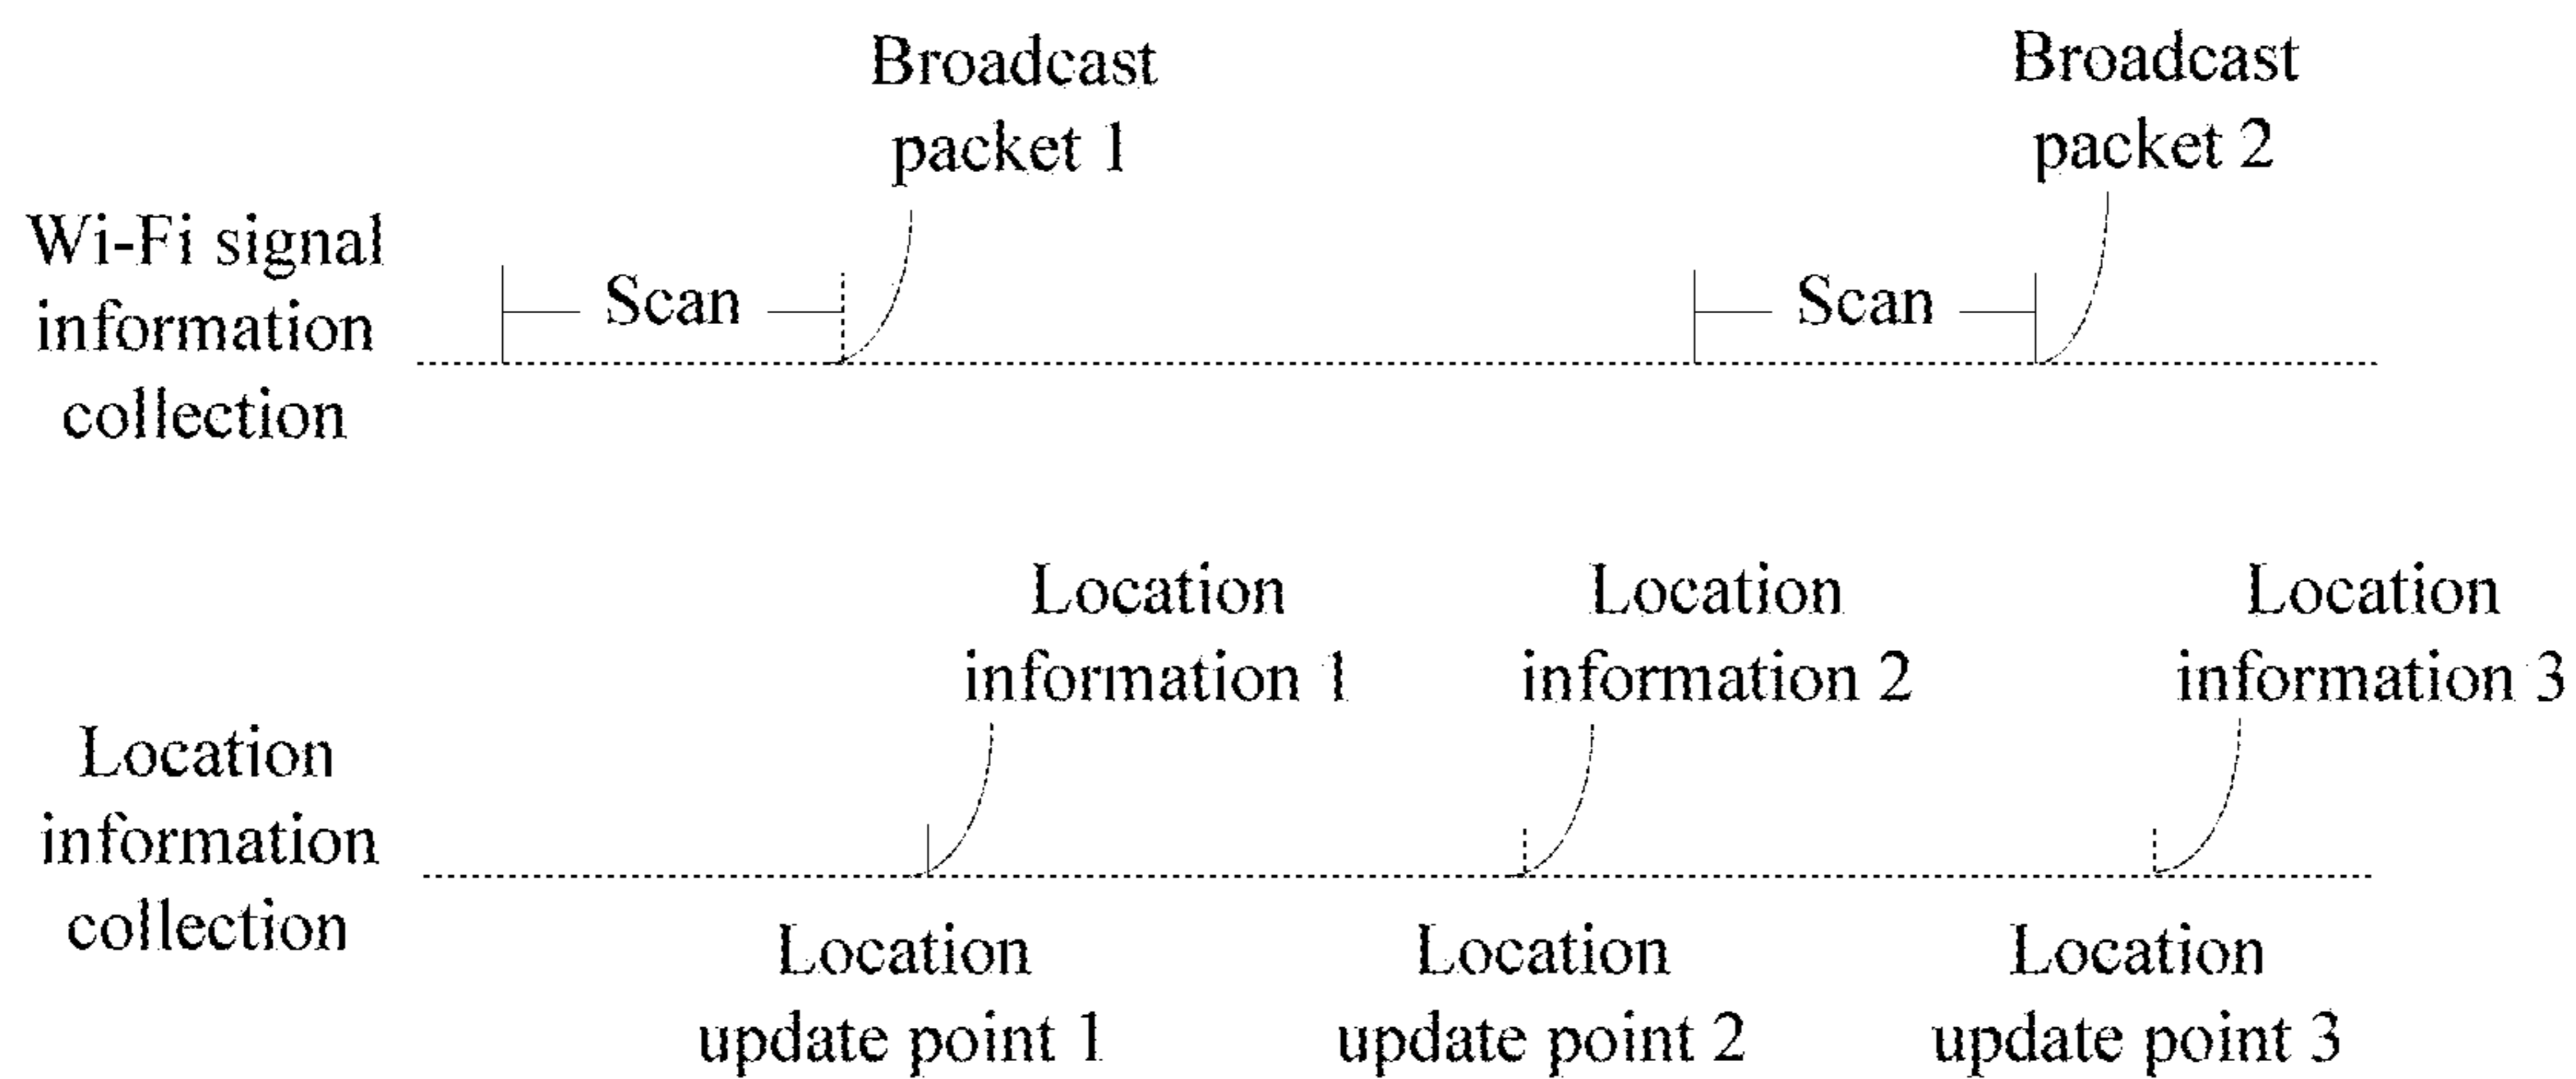 Broadcast
packet 1
Broadcast
packet 2
Wi-Fi signal
information
collection
Scan
Scan
Location
information 1
Location
information 2
Location
information 3
Location
information
collection
Location
update point 1
Location
update point 2
Location
update point 3